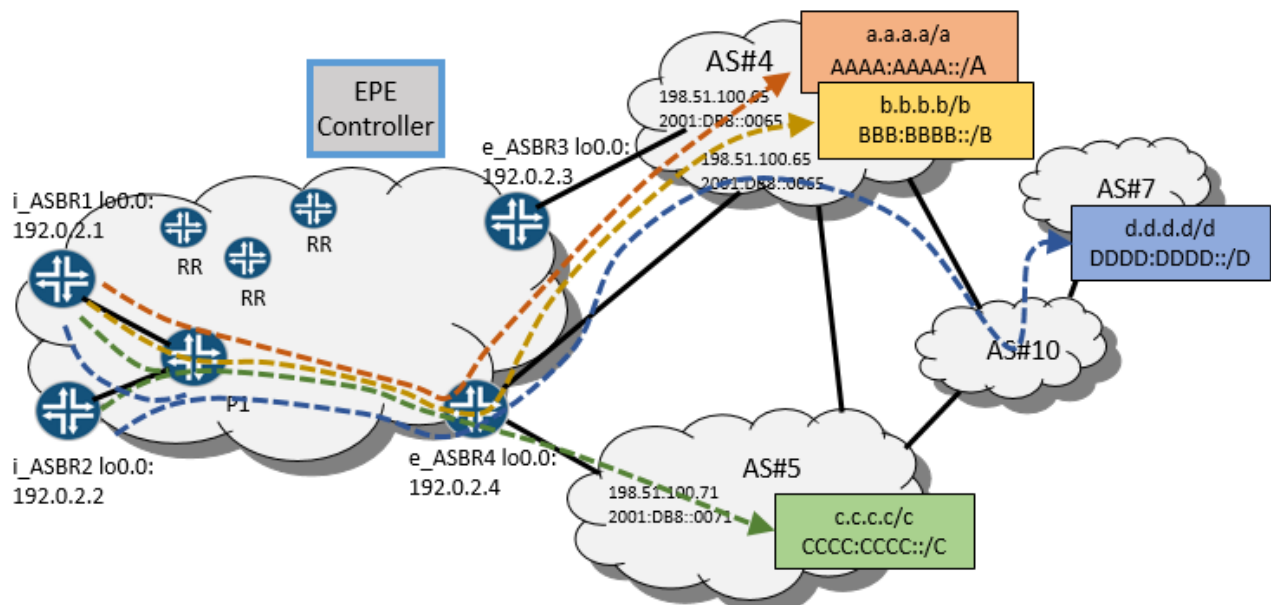 EPE
Controller
AS#4
198.51.100.65
2001:DB8::0065
198.51.100.65
2001:DB8::0065
a.a.a.a/a
AAAA:AAAA::/A
b.b.b.b/b
BBB:BBBB::/B
AS#7
d.d.d.d/d
DDDD:DDDD::/D
e_ASBR3 lo0.0:
192.0.2.3
i_ASBR1 lo0.0:
192.0.2.1
RR
RR
RR
P1
AS#10
i_ASBR2 lo0.0:
192.0.2.2
e_ASBR4 lo0.0:
192.0.2.4
AS#5
198.51.100.71
2001:DB8::0071
c.c.c.c/c
CCCC:CCCC::/C